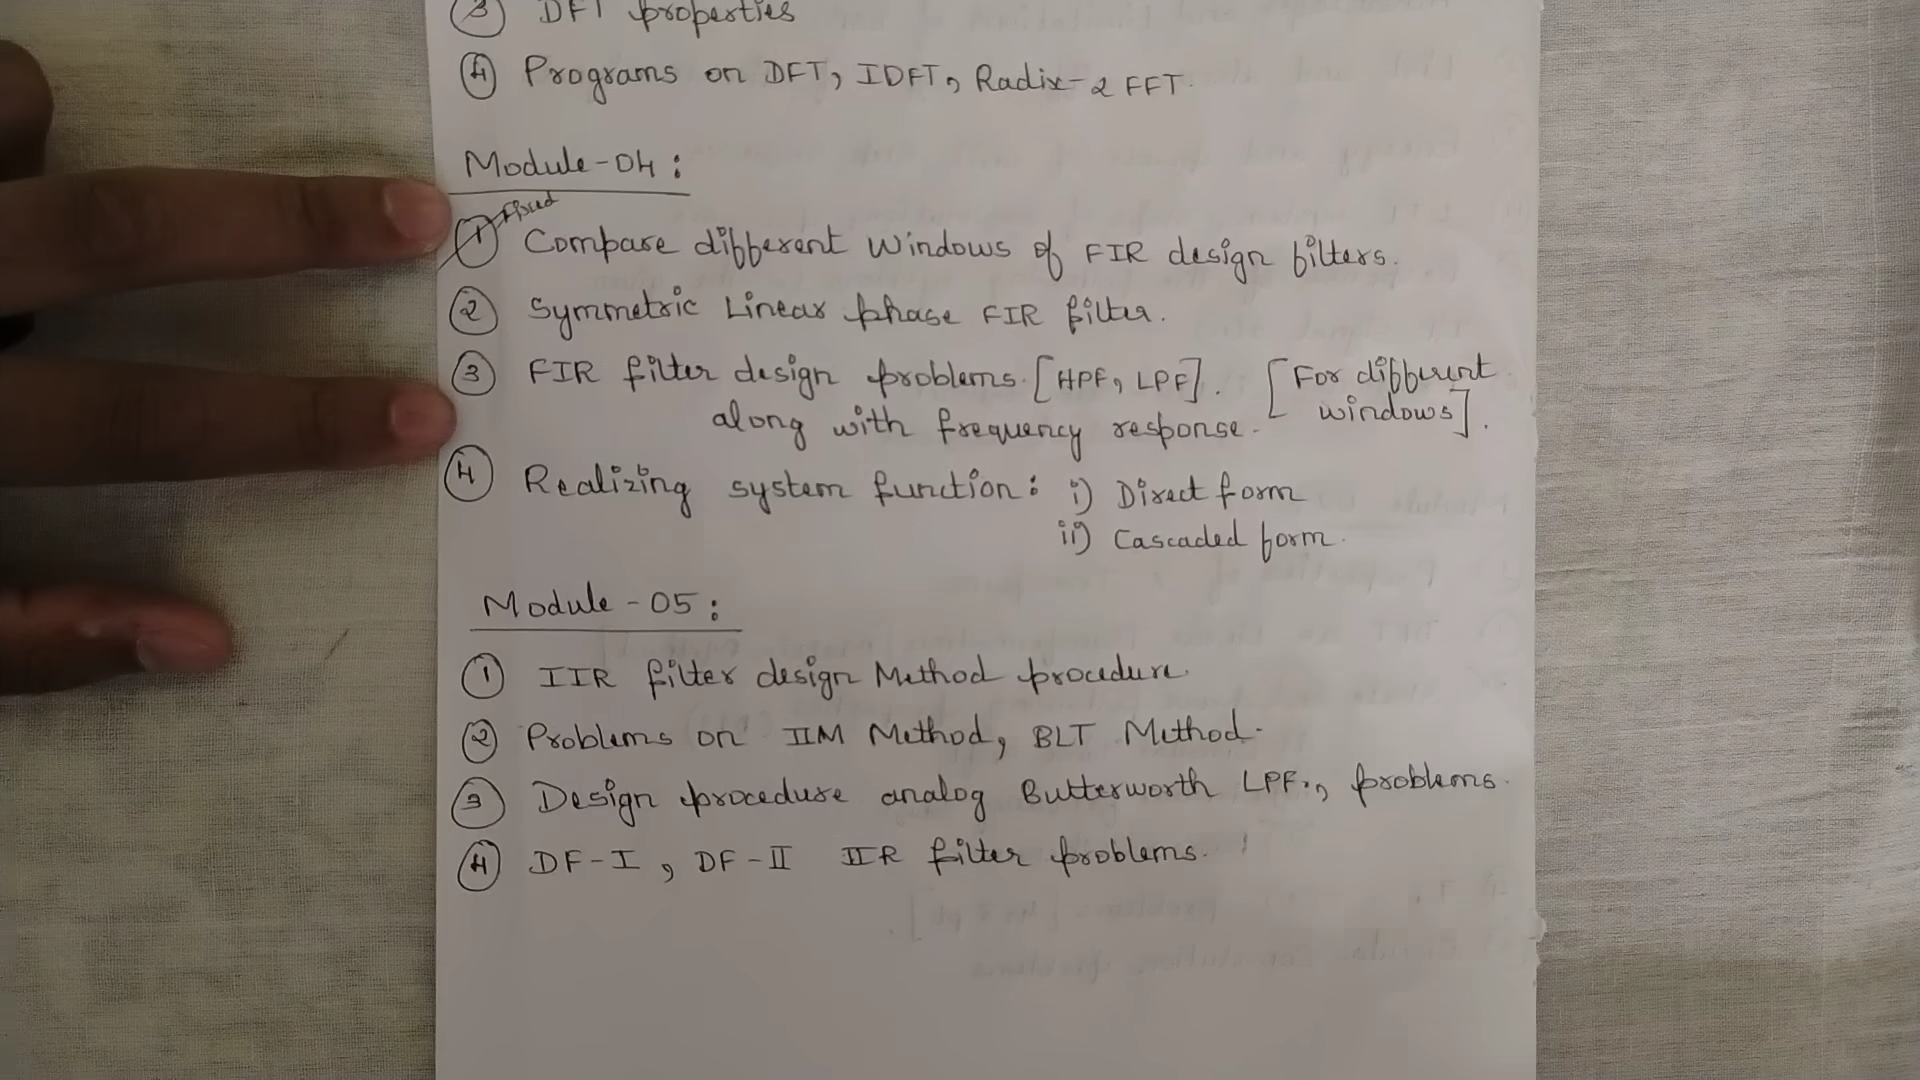 ③ DFT properties
④ Programs on DFT, IDFT, Radix-2 FFT.
Module-04:
Fixed
① Compare different Windows of FIR design filters.
② Symmetric Linear phase FIR filter.
③ FIR filter design problems. [HPF, LPF]. [For different
along with frequency response. windows].
④ Realizing system function: i) Direct form
ii) Cascaded form.
Module-05:
① IIR filter design Method procedure.
② Problems on IIM Method, BLT Method.
③ Design procedure analog Butterworth LPF., problems.
④ DF-I, DF-II IIR filter problems.